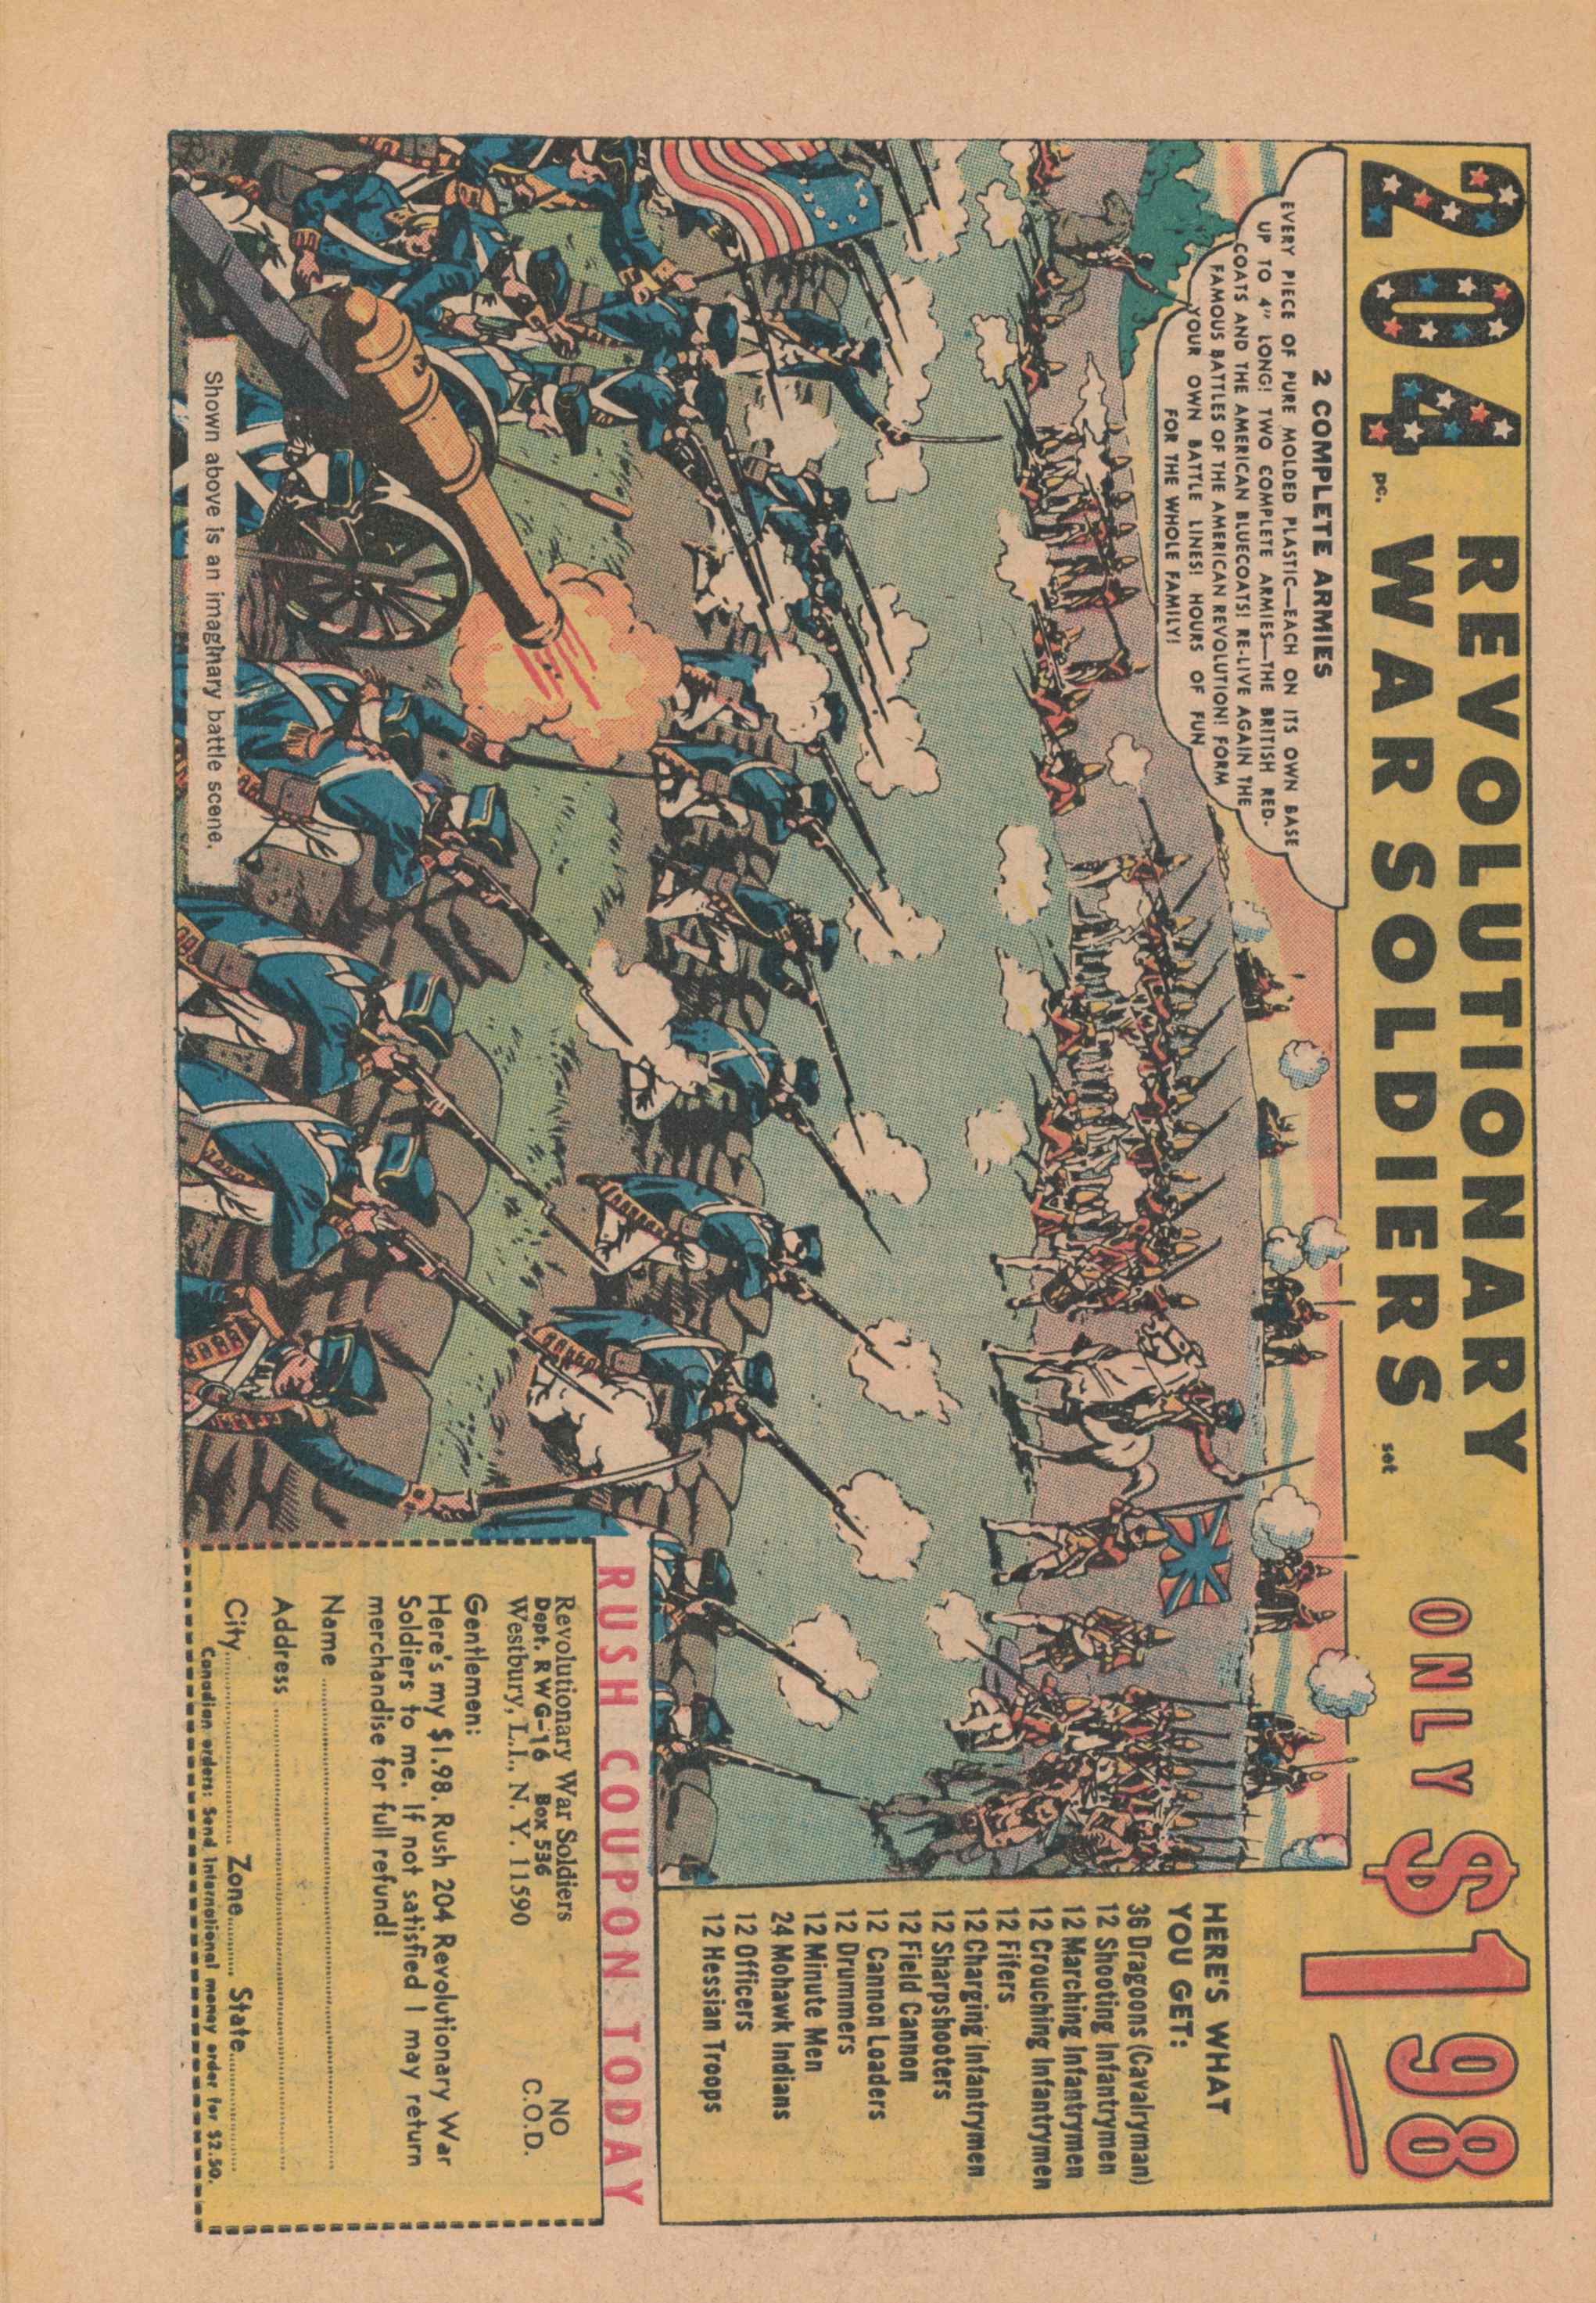 204 pc. REVOLUTIONARY
WAR SOLDIERS set
ONLY $1 98
2 COMPLETE ARMIES
EVERY PIECE OF PURE MOLDED PLASTIC—EACH ON ITS OWN BASE
UP TO 4" LONG! TWO COMPLETE ARMIES—THE BRITISH RED-
COATS AND THE AMERICAN BLUECOATS! RE-LIVE AGAIN THE
FAMOUS BATTLES OF THE AMERICAN REVOLUTION! FORM
YOUR OWN BATTLE LINES! HOURS OF FUN
FOR THE WHOLE FAMILY!
HERE'S WHAT
YOU GET:
36 Dragoons (Cavalryman)
12 Shooting Infantrymen
12 Marching Infantrymen
12 Crouching Infantrymen
12 Fifers
12 Charging Infantrymen
12 Sharpshooters
12 Field Cannon
12 Cannon Loaders
12 Drummers
12 Minute Men
24 Mohawk Indians
12 Officers
12 Hessian Troops
Shown above is an imaginary battle scene.
RUSH COUPON TODAY
Revolutionary War Soldiers
Dept. RWG-16 Box 536
Westbury, L.I., N. Y. 11590
NO
C.O.D.
Gentlemen:
Here's my $1.98. Rush 204 Revolutionary War
Soldiers to me. If not satisfied I may return
merchandise for full refund!
Name
Address
City Zone State
Canadian orders: Send International money order for $2.50.